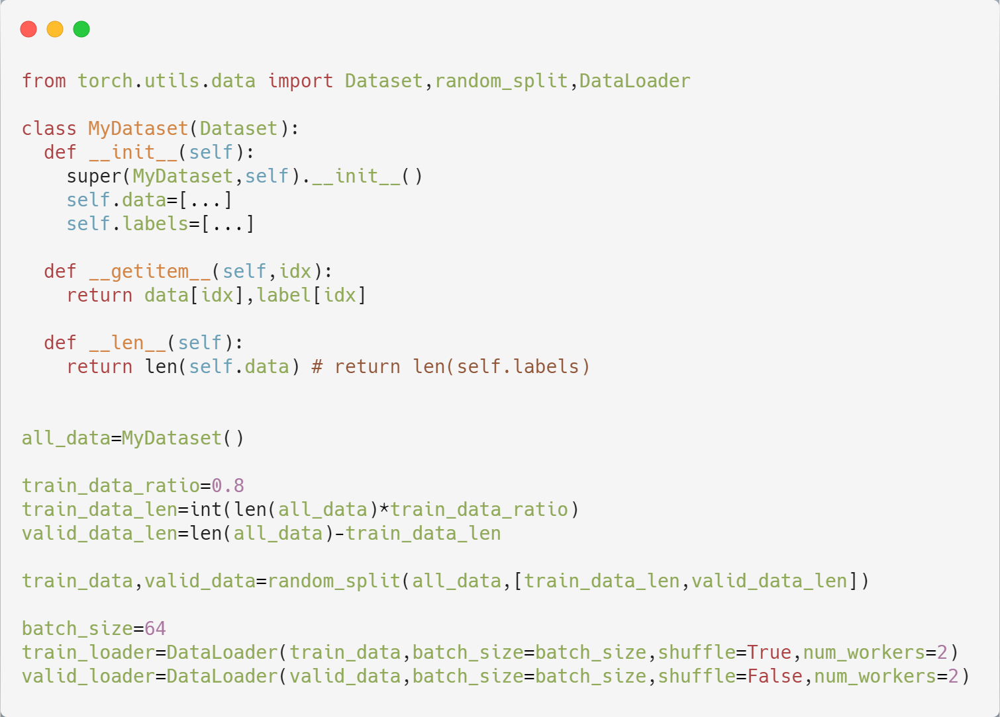 from torch.utils.data import Dataset,random_split,DataLoader

class MyDataset(Dataset):
  def __init__(self):
    super(MyDataset,self).__init__()
    self.data=[...]
    self.labels=[...]

  def __getitem__(self,idx):
    return data[idx],label[idx]

  def __len__(self):
    return len(self.data) # return len(self.labels)


all_data=MyDataset()

train_data_ratio=0.8
train_data_len=int(len(all_data)*train_data_ratio)
valid_data_len=len(all_data)-train_data_len

train_data,valid_data=random_split(all_data,[train_data_len,valid_data_len])

batch_size=64
train_loader=DataLoader(train_data,batch_size=batch_size,shuffle=True,num_workers=2)
valid_loader=DataLoader(valid_data,batch_size=batch_size,shuffle=False,num_workers=2)